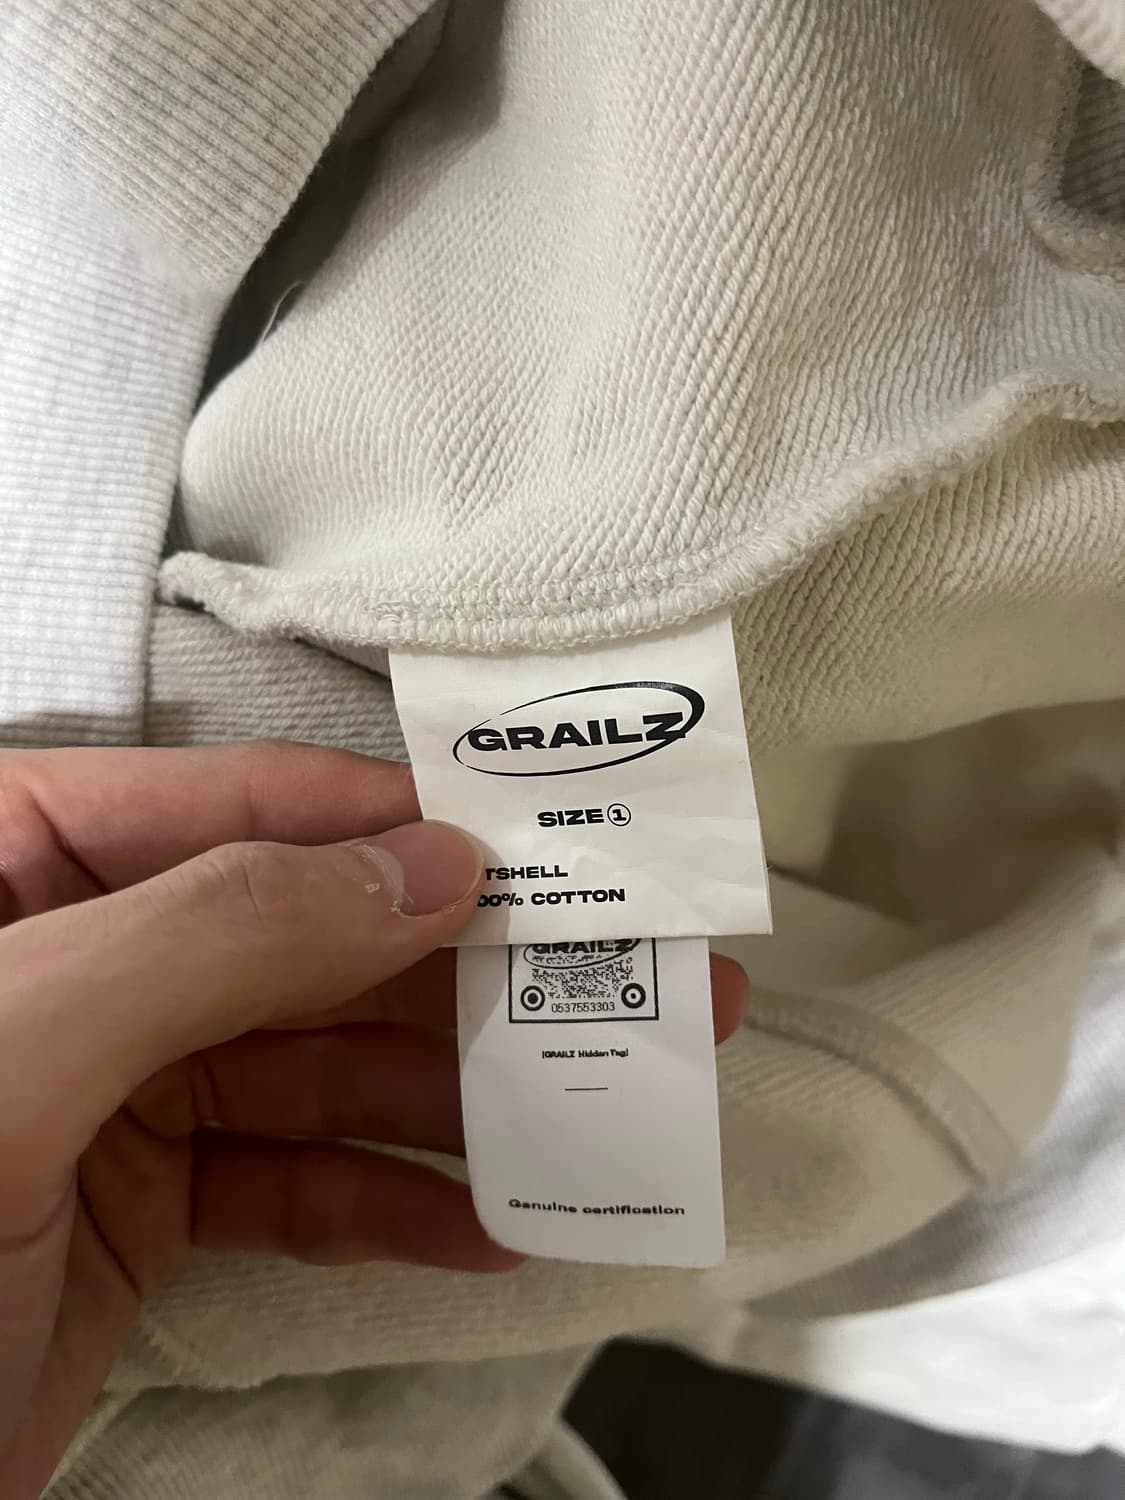 GRAILZ
SIZE 1
TSHELL
00% COTTON
GRAILZ
0537553303
[GRAILZ Hidden Tag]
Genuine certification